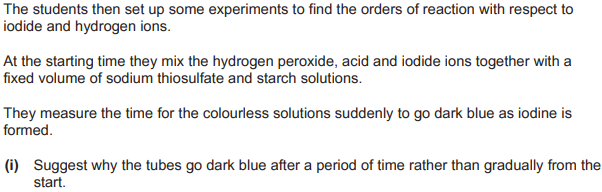 The students then set up some experiments to find the orders of reaction with respect to
iodide and hydrogen ions.
At the starting time they mix the hydrogen peroxide, acid and iodide ions together with a
fixed volume of sodium thiosulfate and starch solutions.
They measure the time for the colourless solutions suddenly to go dark blue as iodine is
formed.
(i) Suggest why the tubes go dark blue after a period of time rather than gradually from the
start.